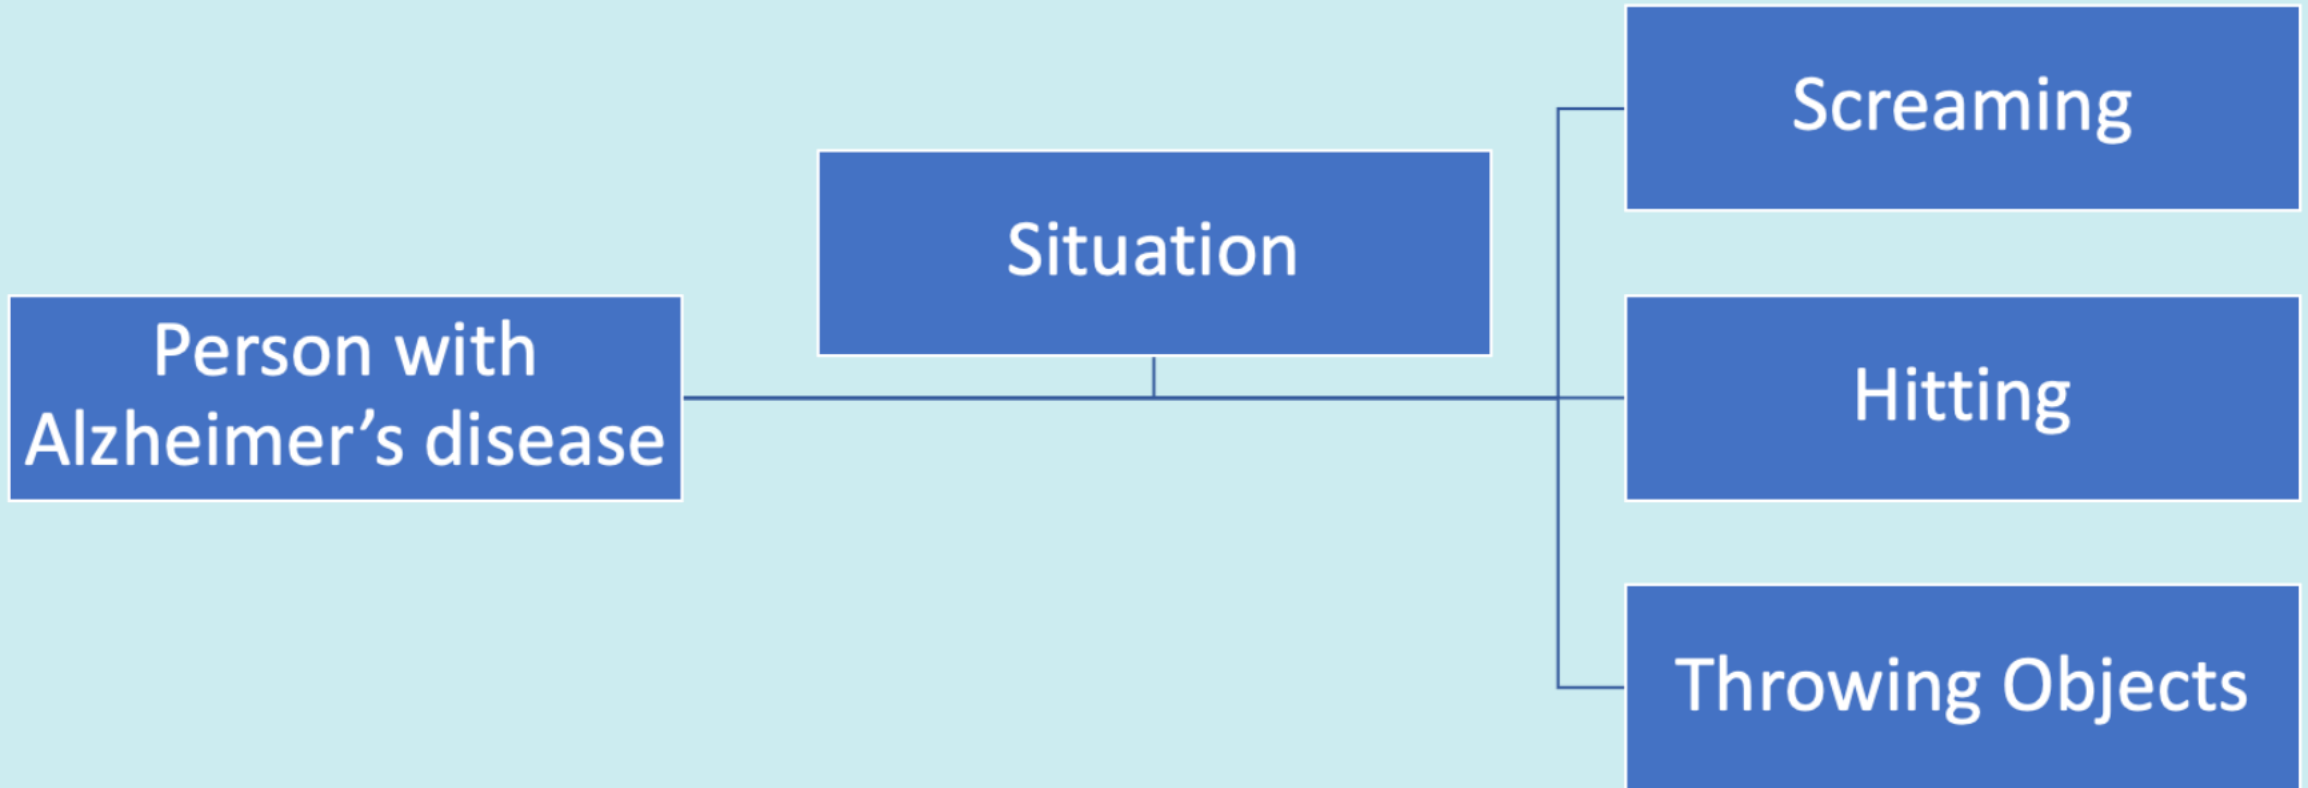 Person with
Alzheimer’s disease
Situation
Screaming
Hitting
Throwing Objects